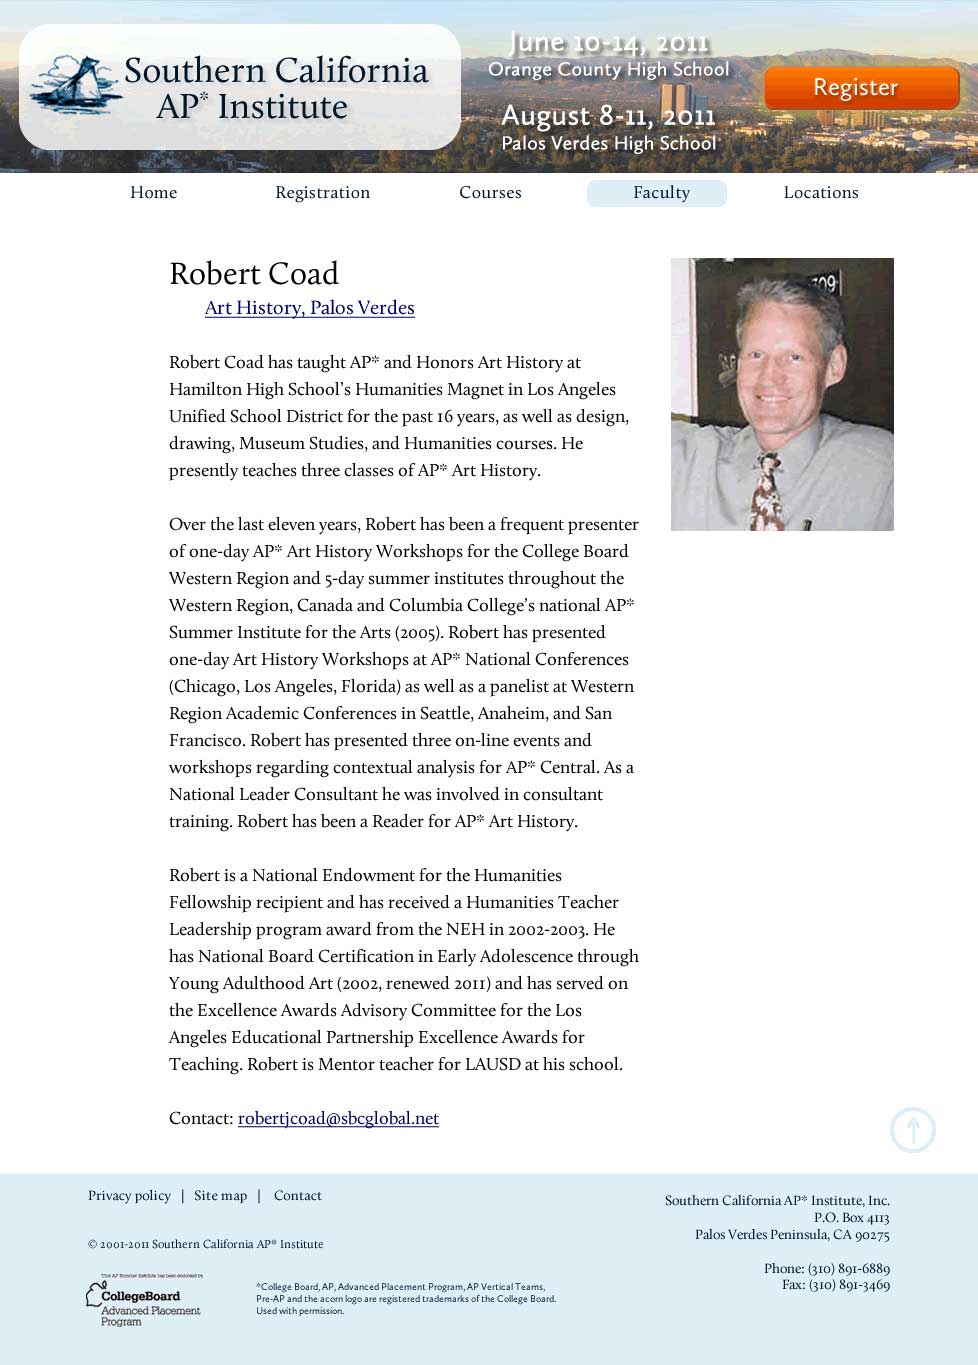 Southern California
AP* Institute
June 10-14, 2011
Orange County High School
August 8-11, 2011
Palos Verdes High School
Register
Home
Registration
Courses
Faculty
Locations
Robert Coad
Art History, Palos Verdes
309
Robert Coad has taught AP* and Honors Art History at
Hamilton High School’s Humanities Magnet in Los Angeles
Unified School District for the past 16 years, as well as design,
drawing, Museum Studies, and Humanities courses. He
presently teaches three classes of AP* Art History.
Over the last eleven years, Robert has been a frequent presenter
of one-day AP* Art History Workshops for the College Board
Western Region and 5-day summer institutes throughout the
Western Region, Canada and Columbia College’s national AP*
Summer Institute for the Arts (2005). Robert has presented
one-day Art History Workshops at AP* National Conferences
(Chicago, Los Angeles, Florida) as well as a panelist at Western
Region Academic Conferences in Seattle, Anaheim, and San
Francisco. Robert has presented three on-line events and
workshops regarding contextual analysis for AP* Central. As a
National Leader Consultant he was involved in consultant
training. Robert has been a Reader for AP* Art History.
Robert is a National Endowment for the Humanities
Fellowship recipient and has received a Humanities Teacher
Leadership program award from the NEH in 2002-2003. He
has National Board Certification in Early Adolescence through
Young Adulthood Art (2002, renewed 2011) and has served on
the Excellence Awards Advisory Committee for the Los
Angeles Educational Partnership Excellence Awards for
Teaching. Robert is Mentor teacher for LAUSD at his school.
Contact: robertjcoad@sbcglobal.net
Privacy policy | Site map | Contact
© 2001-2011 Southern California AP* Institute
This AP Summer Institute has been endorsed by
CollegeBoard
Advanced Placement
Program
*College Board, AP, Advanced Placement Program, AP Vertical Teams,
Pre-AP and the acorn logo are registered trademarks of the College Board.
Used with permission.
Southern California AP* Institute, Inc.
P.O. Box 4113
Palos Verdes Peninsula, CA 90275
Phone: (310) 891-6889
Fax: (310) 891-3469